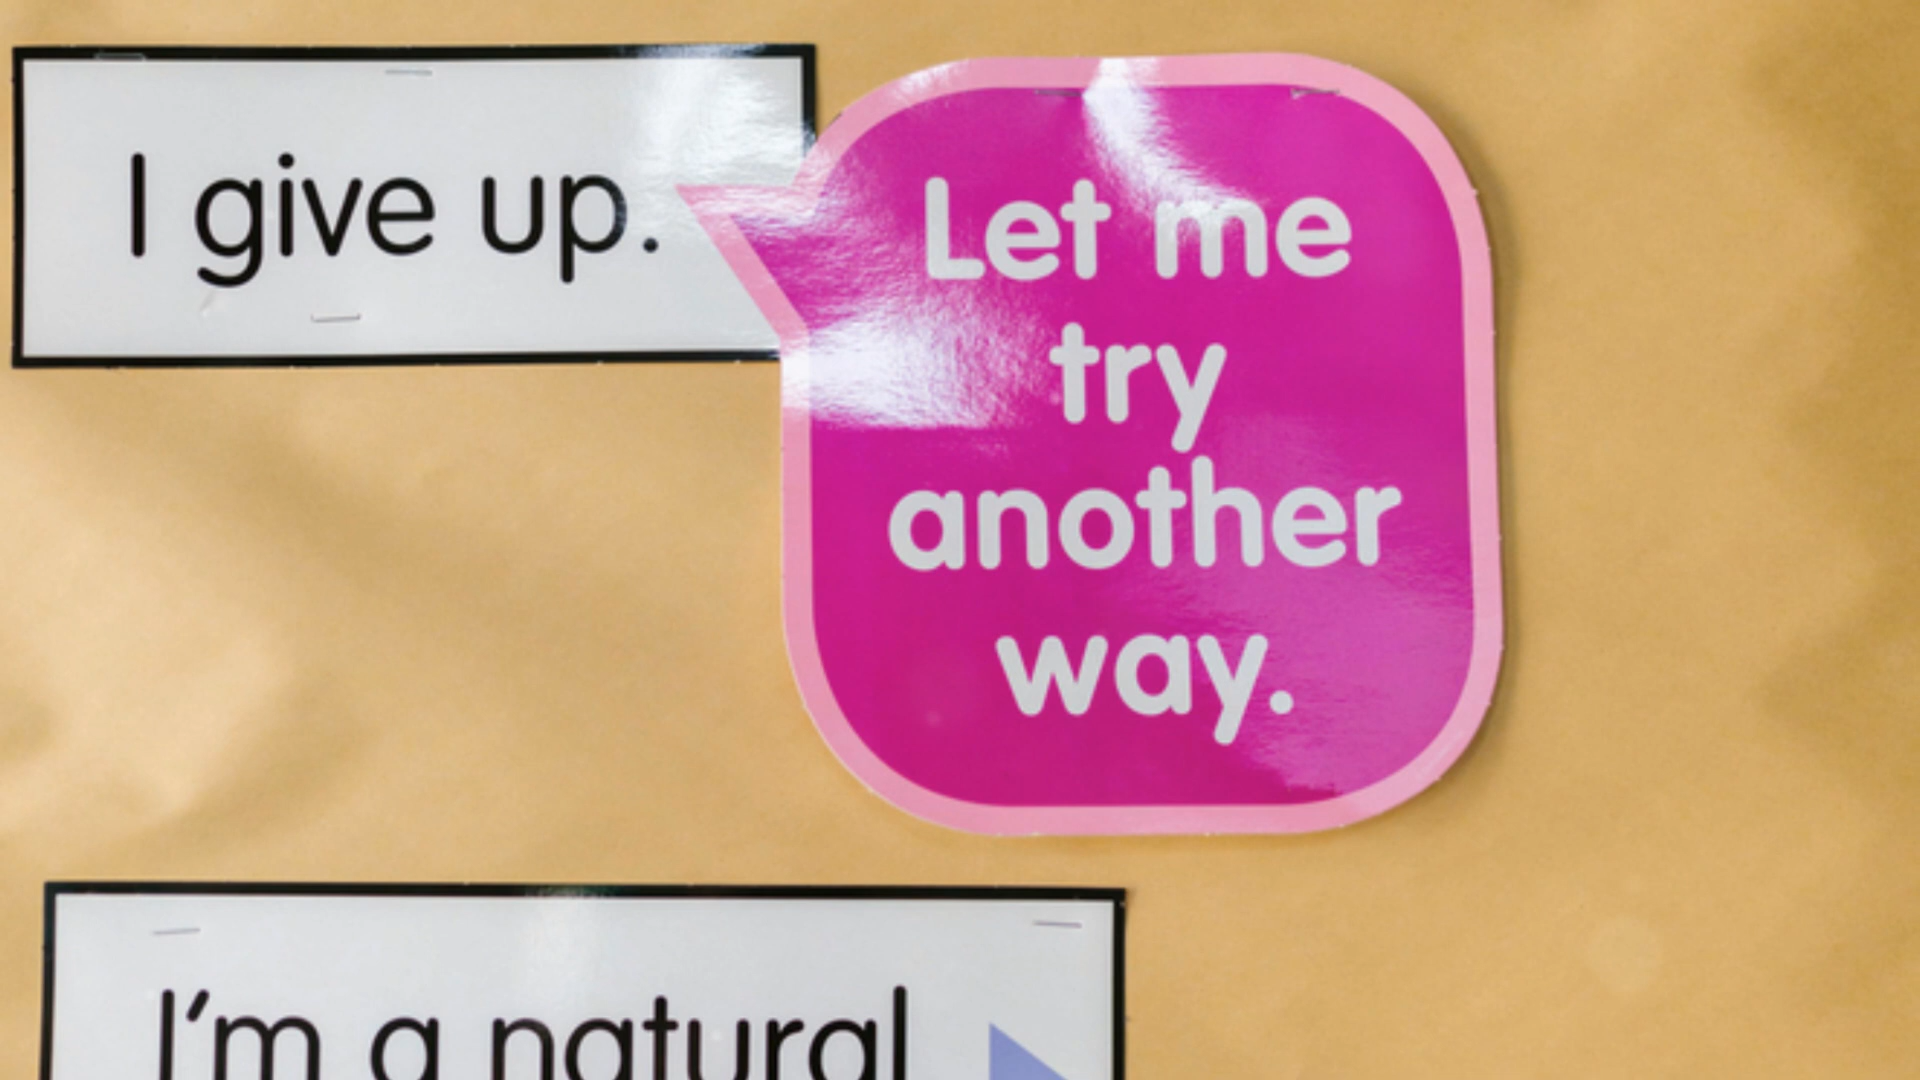 I give up.
Let me
try
another
way.
I'm a natural